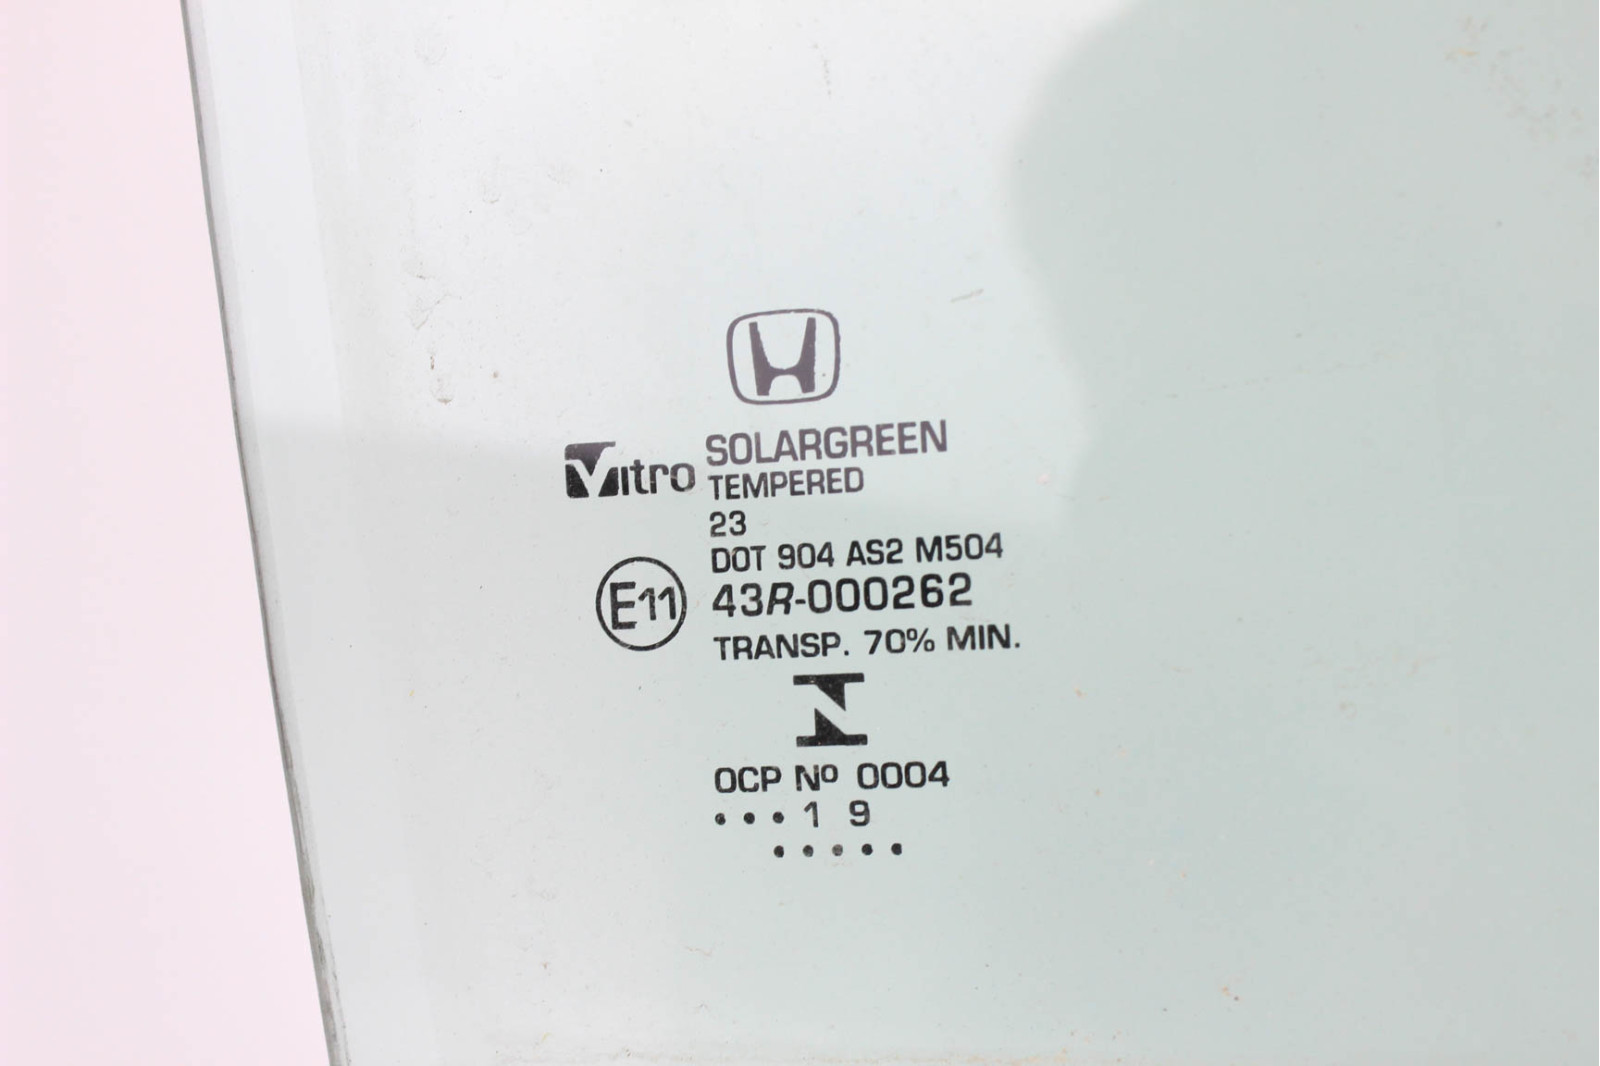 Vitro SOLARGREEN
TEMPERED
23
DOT 904 AS2 M504
E11 43R-000262
TRANSP. 70% MIN.
OCP Nº 0004
• • • 1 9
• • • • •